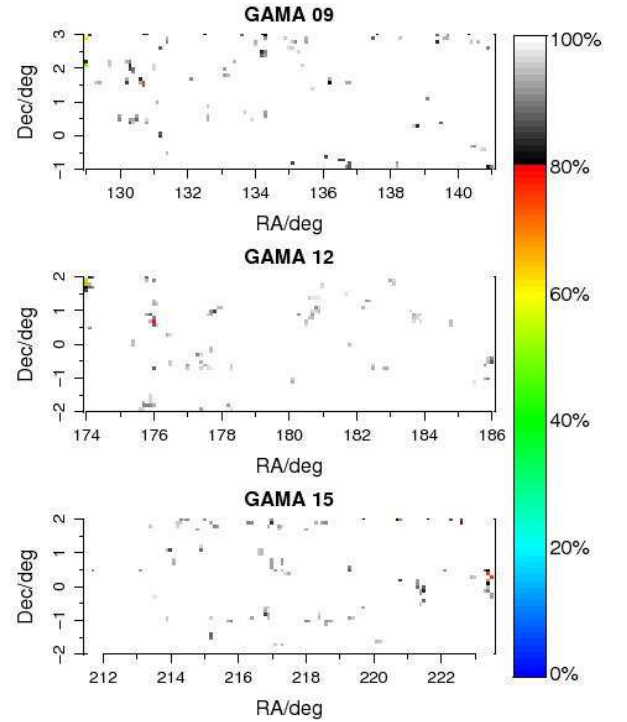 GAMA 09
Dec/deg
3
2
1
0
-1
130 132 134 136 138 140
RA/deg
GAMA 12
Dec/deg
2
1
0
-1
-2
174 176 178 180 182 184 186
RA/deg
GAMA 15
Dec/deg
2
1
0
-1
-2
212 214 216 218 220 222
RA/deg
100%
80%
60%
40%
20%
0%